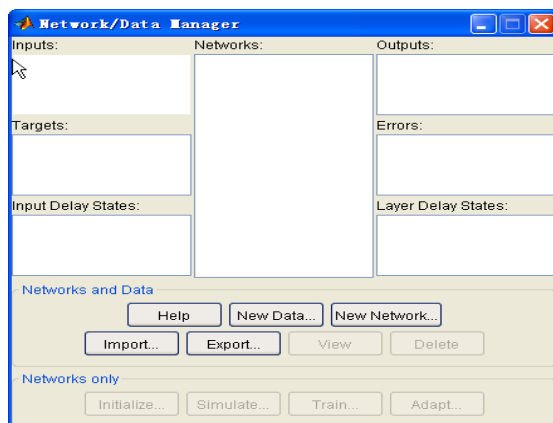 Network/Data Manager
Inputs:
Networks:
Outputs:
Targets:
Errors:
Input Delay States:
Layer Delay States:
Networks and Data
Help
New Data...
New Network...
Import...
Export...
View
Delete
Networks only
Initialize...
Simulate...
Train...
Adapt...